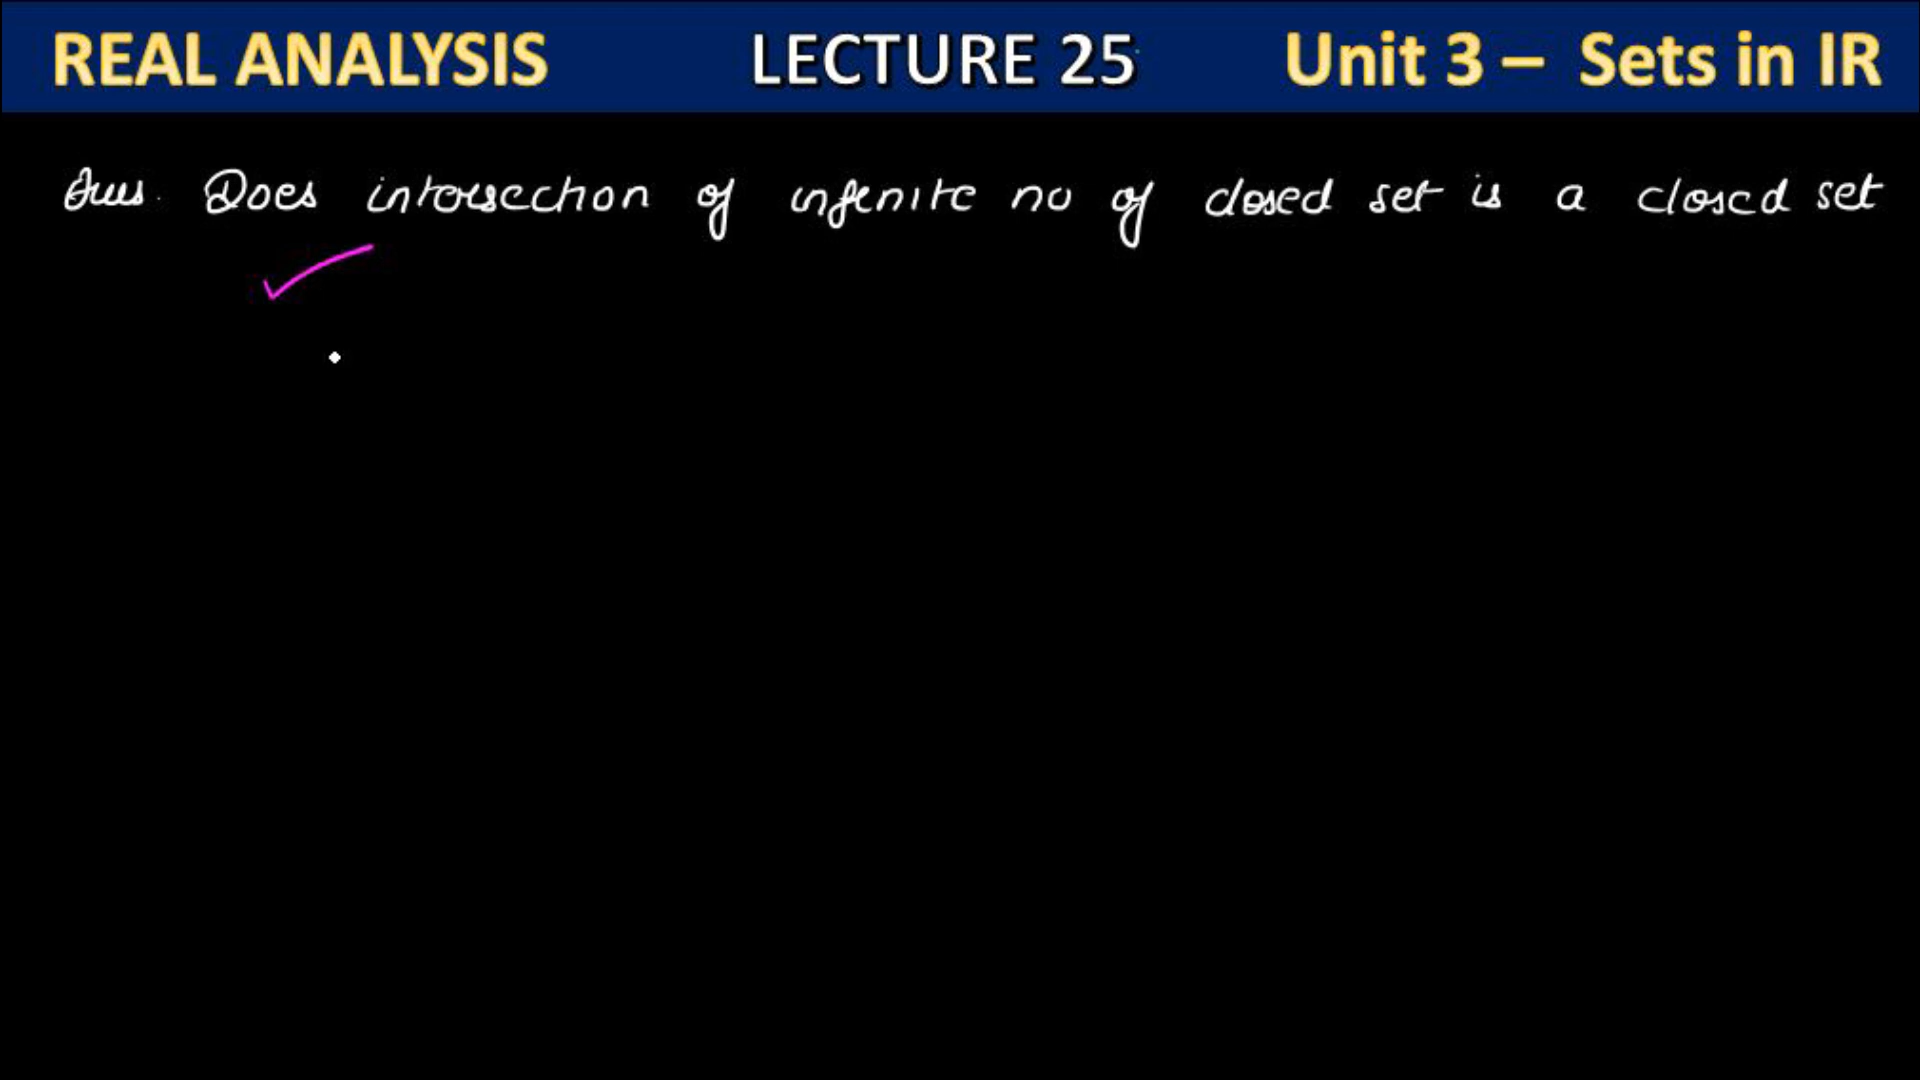 REAL ANALYSIS LECTURE 25 Unit 3 – Sets in IR
Ques. Does intersection of infinite no of closed set is a closed set